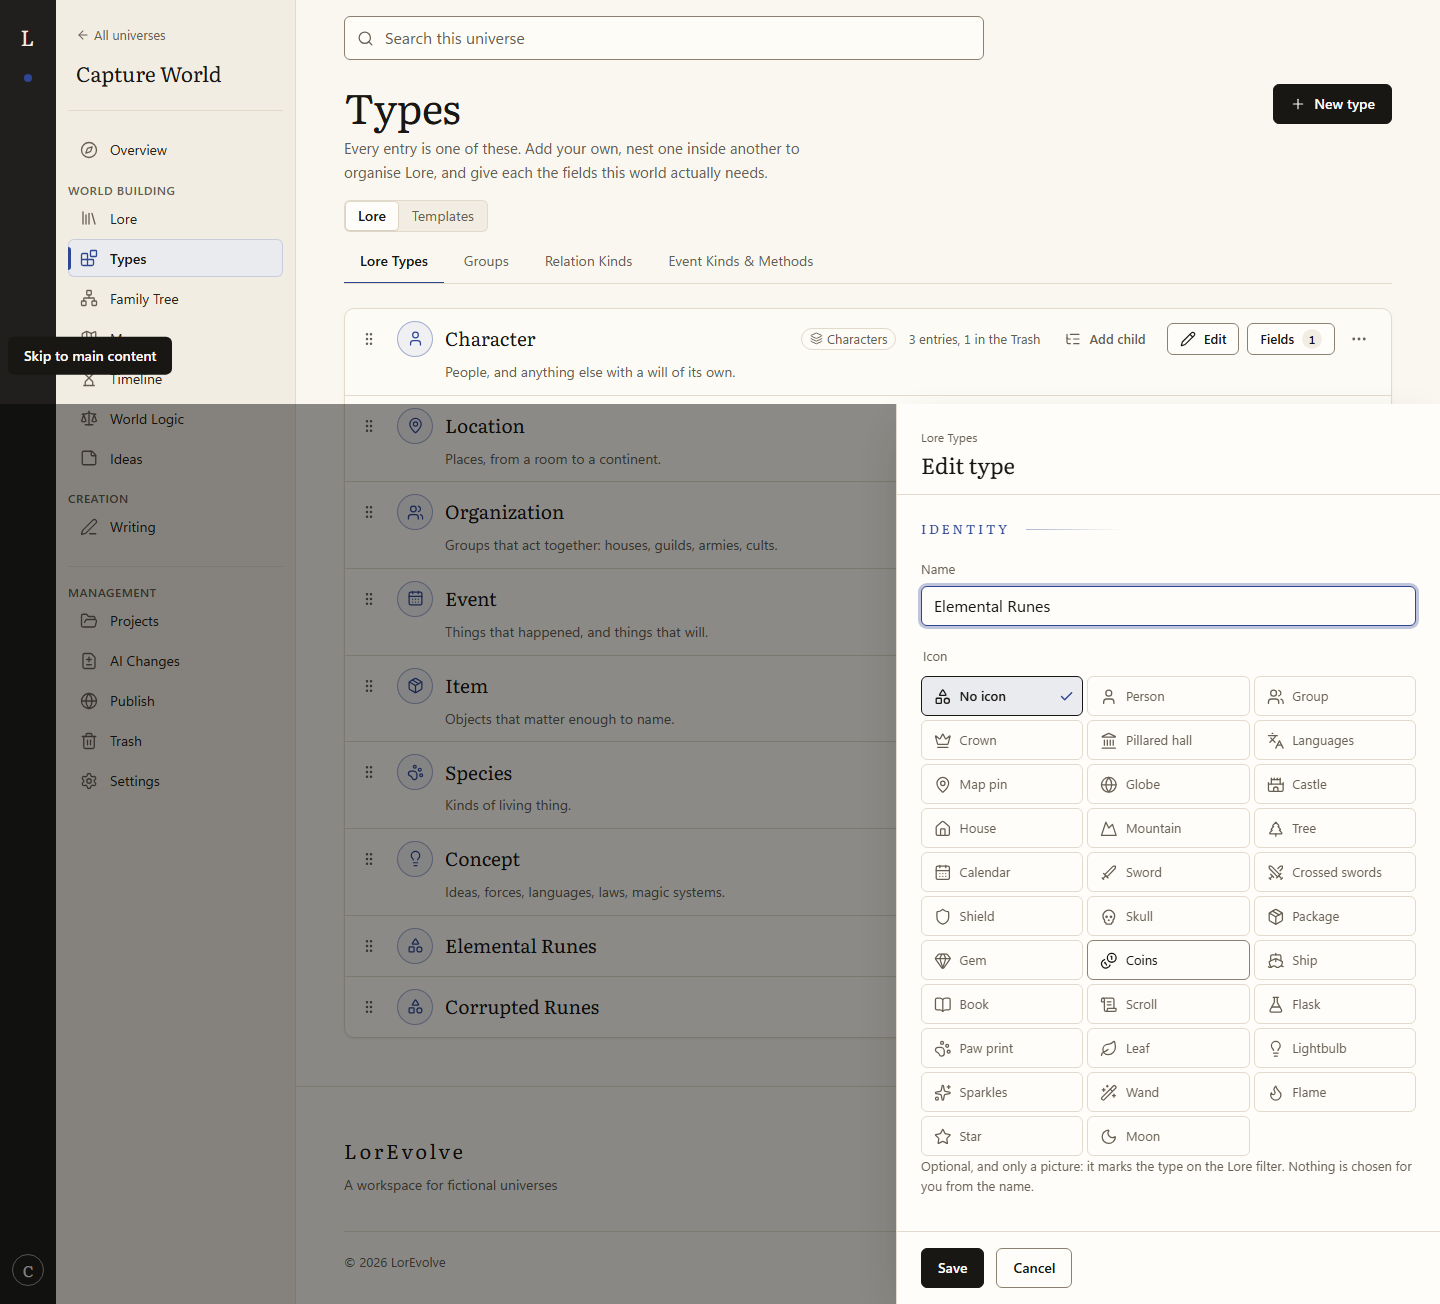 L
All universes
Capture World
Overview
WORLD BUILDING
Lore
Types
Family Tree
Skip to main content
Timeline
World Logic
Ideas
CREATION
Writing
MANAGEMENT
Projects
AI Changes
Publish
Trash
Settings
C
Search this universe
Types
New type
Every entry is one of these. Add your own, nest one inside another to
organise Lore, and give each the fields this world actually needs.
Lore Templates
Lore Types Groups Relation Kinds Event Kinds & Methods
Character
Characters 3 entries, 1 in the Trash Add child Edit Fields 1
People, and anything else with a will of its own.
Location
Places, from a room to a continent.
Organization
Groups that act together: houses, guilds, armies, cults.
Event
Things that happened, and things that will.
Item
Objects that matter enough to name.
Species
Kinds of living thing.
Concept
Ideas, forces, languages, laws, magic systems.
Elemental Runes
Corrupted Runes
LorEvolve
A workspace for fictional universes
© 2026 LorEvolve
Lore Types
Edit type
IDENTITY
Name
Elemental Runes
Icon
No icon Person Group
Crown Pillared hall Languages
Map pin Globe Castle
House Mountain Tree
Calendar Sword Crossed swords
Shield Skull Package
Gem Coins Ship
Book Scroll Flask
Paw print Leaf Lightbulb
Sparkles Wand Flame
Star Moon
Optional, and only a picture: it marks the type on the Lore filter. Nothing is chosen for
you from the name.
Save Cancel